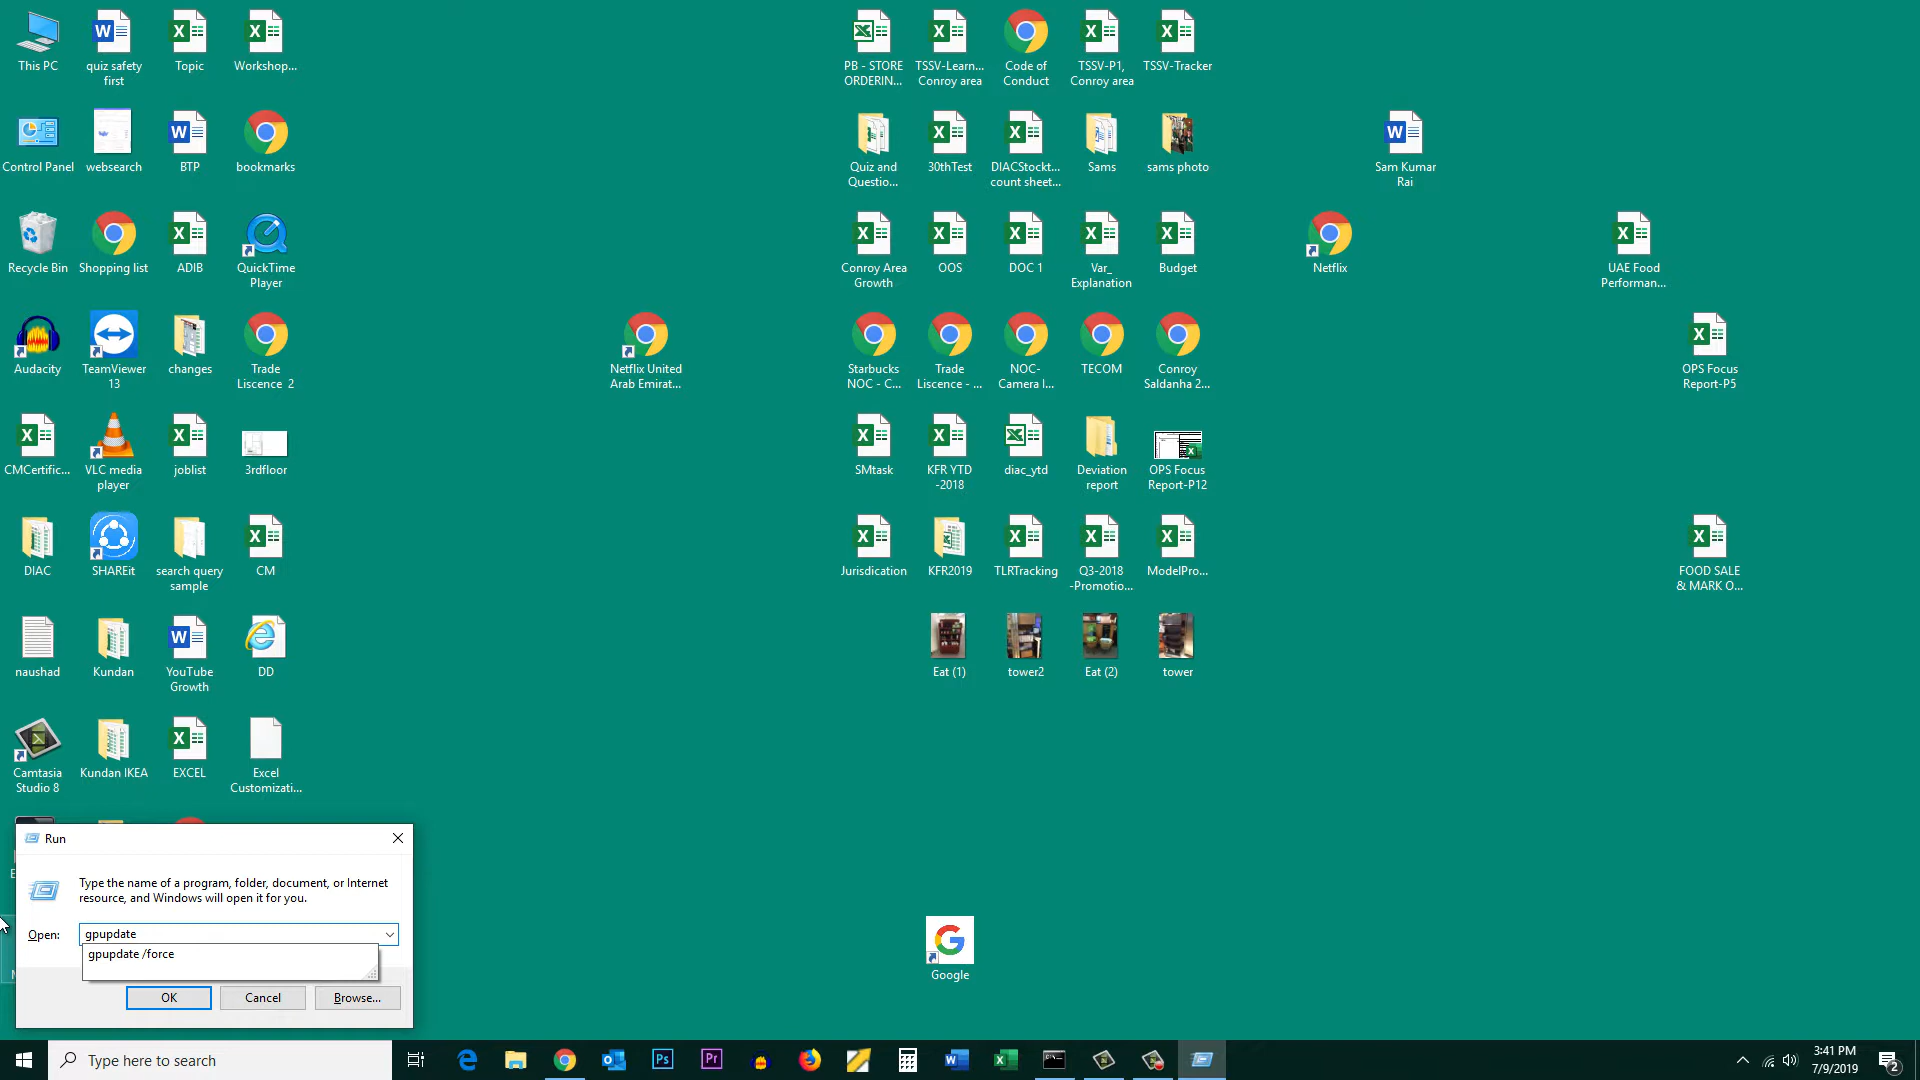 This PC
quiz safety
first
Topic
Workshop...
PB - STORE
ORDERIN...
TSSV-Learn...
Conroy area
Code of
Conduct
TSSV-P1,
Conroy area
TSSV-Tracker
Control Panel
websearch
BTP
bookmarks
Quiz and
Questio...
30thTest
DIACStockt...
count sheet...
Sams
sams photo
Sam Kumar
Rai
Recycle Bin
Shopping list
ADIB
QuickTime
Player
Conroy Area
Growth
OOS
DOC 1
Var_
Explanation
Budget
Netflix
UAE Food
Performan...
Audacity
TeamViewer
13
changes
Trade
Liscence 2
Netflix United
Arab Emirat...
Starbucks
NOC - C...
Trade
Liscence - ...
NOC-
Camera I...
TECOM
Conroy
Saldanha 2...
OPS Focus
Report-P5
CMCertific...
VLC media
player
joblist
3rdfloor
SMtask
KFR YTD
-2018
diac_ytd
Deviation
report
OPS Focus
Report-P12
DIAC
SHAREit
search query
sample
CM
Jurisdication
KFR2019
TLRTracking
Q3-2018
-Promotio...
ModelPro...
FOOD SALE
& MARK O...
naushad
Kundan
YouTube
Growth
DD
Eat (1)
tower2
Eat (2)
tower
Camtasia
Studio 8
Kundan IKEA
EXCEL
Excel
Customizati...
Run
Type the name of a program, folder, document, or Internet
resource, and Windows will open it for you.
Open:
gpupdate
gpupdate /force
OK
Cancel
Browse...
Google
Type here to search
3:41 PM
7/9/2019
2